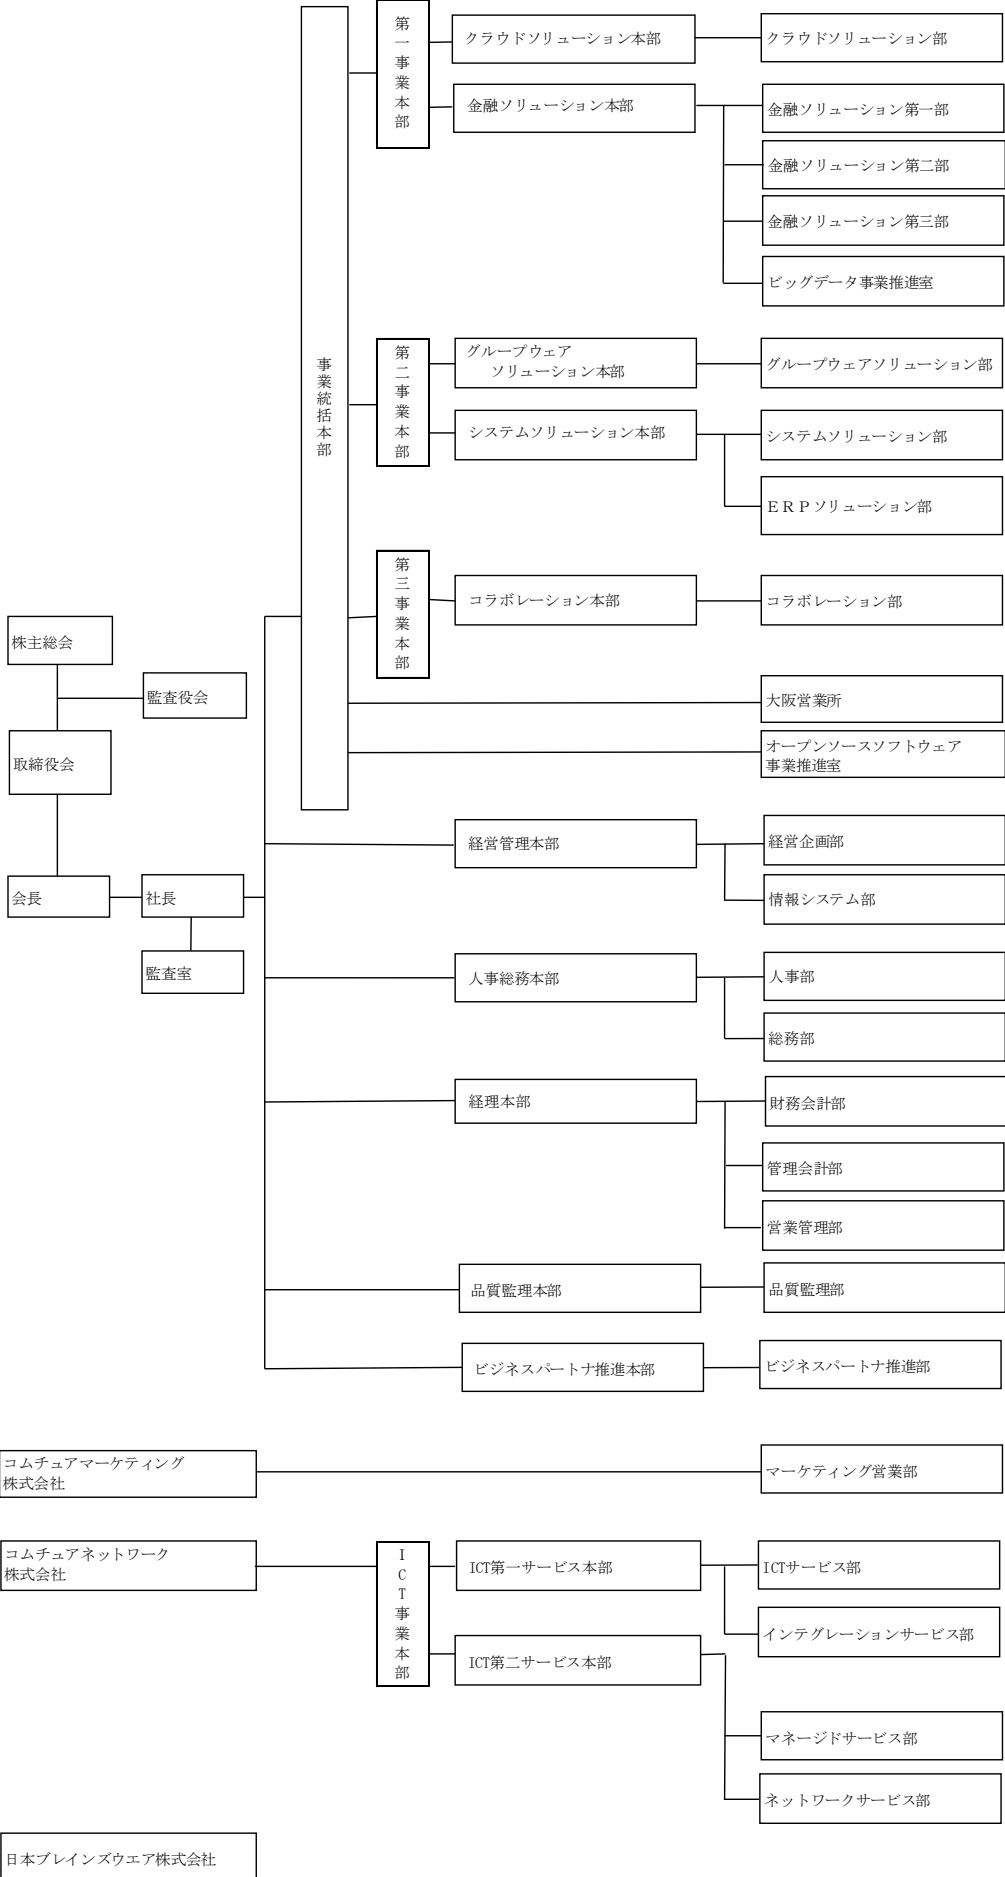 第一事業本部
クラウドソリューション本部
クラウドソリューション部
金融ソリューション本部
金融ソリューション第一部
金融ソリューション第二部
金融ソリューション第三部
ビッグデータ事業推進室
事業統括本部
第二事業本部
グループウェア
ソリューション本部
グループウェアソリューション部
システムソリューション本部
システムソリューション部
ＥＲＰソリューション部
第三事業本部
コラボレーション本部
コラボレーション部
株主総会
監査役会
取締役会
大阪営業所
オープンソースソフトウェア
事業推進室
会長
社長
監査室
経営管理本部
経営企画部
情報システム部
人事総務本部
人事部
総務部
経理本部
財務会計部
管理会計部
営業管理部
品質監理本部
品質監理部
ビジネスパートナ推進本部
ビジネスパートナ推進部
コムチュアマーケティング
株式会社
マーケティング営業部
コムチュアネットワーク
株式会社
ICT事業本部
ICT第一サービス本部
ICTサービス部
インテグレーションサービス部
ICT第二サービス本部
マネージドサービス部
ネットワークサービス部
日本ブレインズウエア株式会社